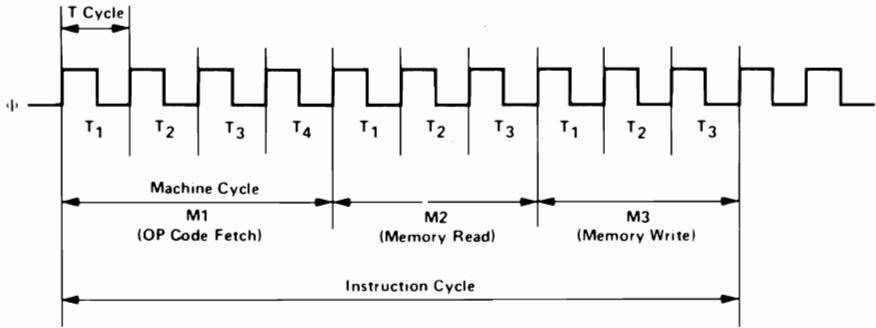 T Cycle
Φ
T1 T2 T3 T4 T1 T2 T3 T1 T2 T3
Machine Cycle
M1 M2 M3
(OP Code Fetch) (Memory Read) (Memory Write)
Instruction Cycle